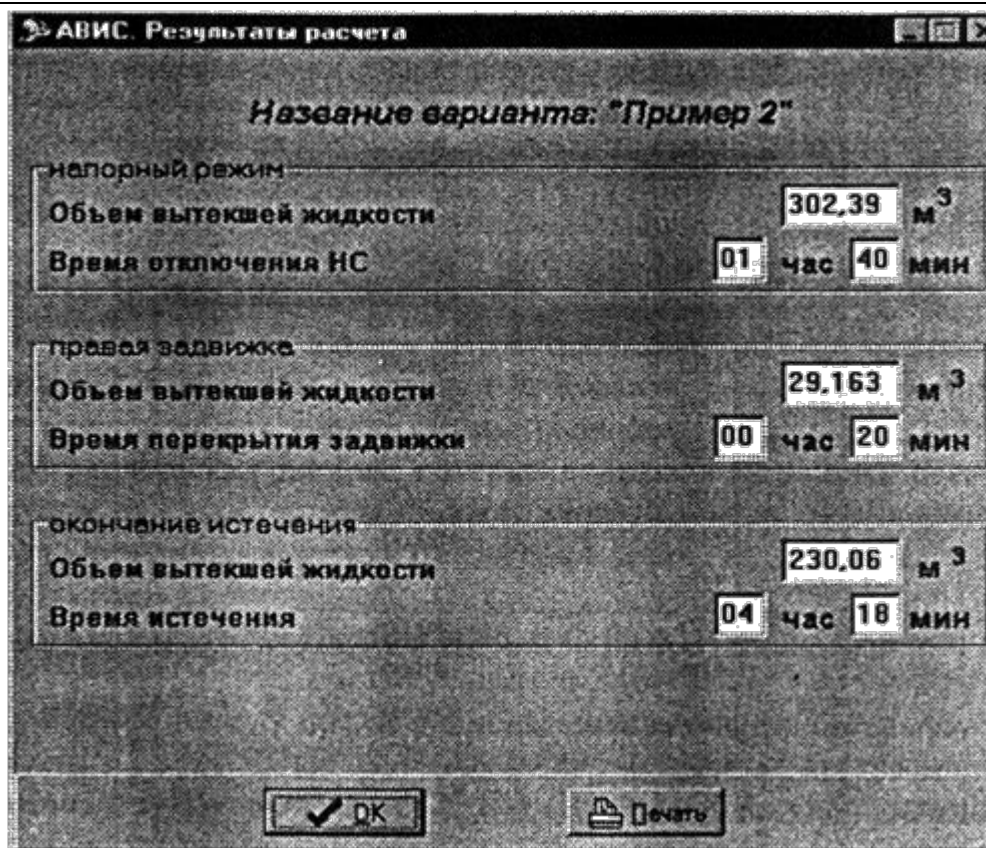 АВИС. Результаты расчета
Название варианта: "Пример 2"
напорный режим
Объем вытекшей жидкости 302,39 м³
Время отключения НС 01 час 40 мин
правая задвижка
Объем вытекшей жидкости 29,163 м³
Время перекрытия задвижки 00 час 20 мин
окончание истечения
Объем вытекшей жидкости 230,06 м³
Время истечения 04 час 18 мин
OK Печать